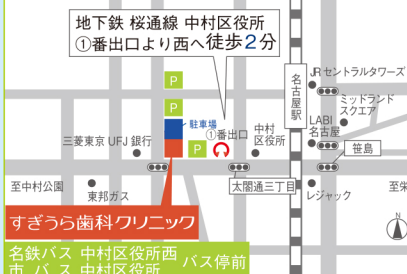 地下鉄 桜通線 中村区役所
①番出口より西へ徒歩2分
P
名古屋駅
JR セントラルタワーズ
ミッドランド
スクエア
P
駐車場
LABI
名古屋
三菱東京 UFJ 銀行
P
①番出口
中村
区役所
笹島
至中村公園
東邦ガス
太閤通三丁目
レジャック
至栄
すぎうら歯科クリニック
N
名鉄バス 中村区役所西
市 バ ス 中村区役所
バス停前